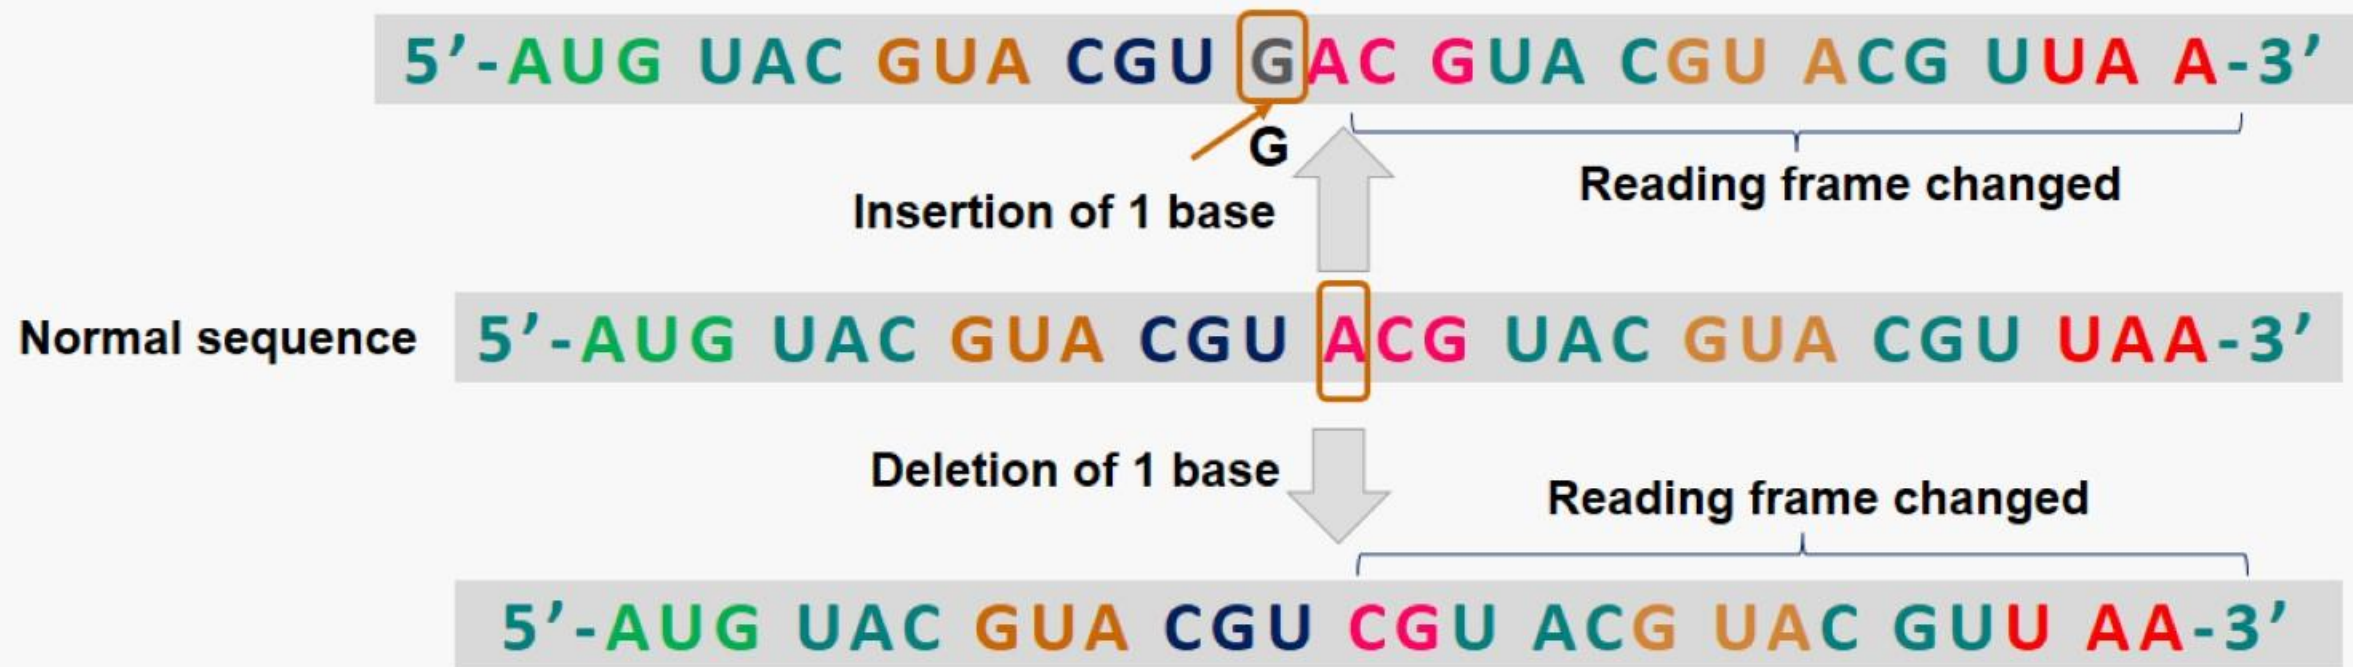 5’-AUG UAC GUA CGU GAC GUA CGU ACG UUA A-3’
G
Insertion of 1 base
Reading frame changed
Normal sequence 5’-AUG UAC GUA CGU ACG UAC GUA CGU UAA-3’
Deletion of 1 base
Reading frame changed
5’-AUG UAC GUA CGU CGU ACG UAC GUU AA-3’